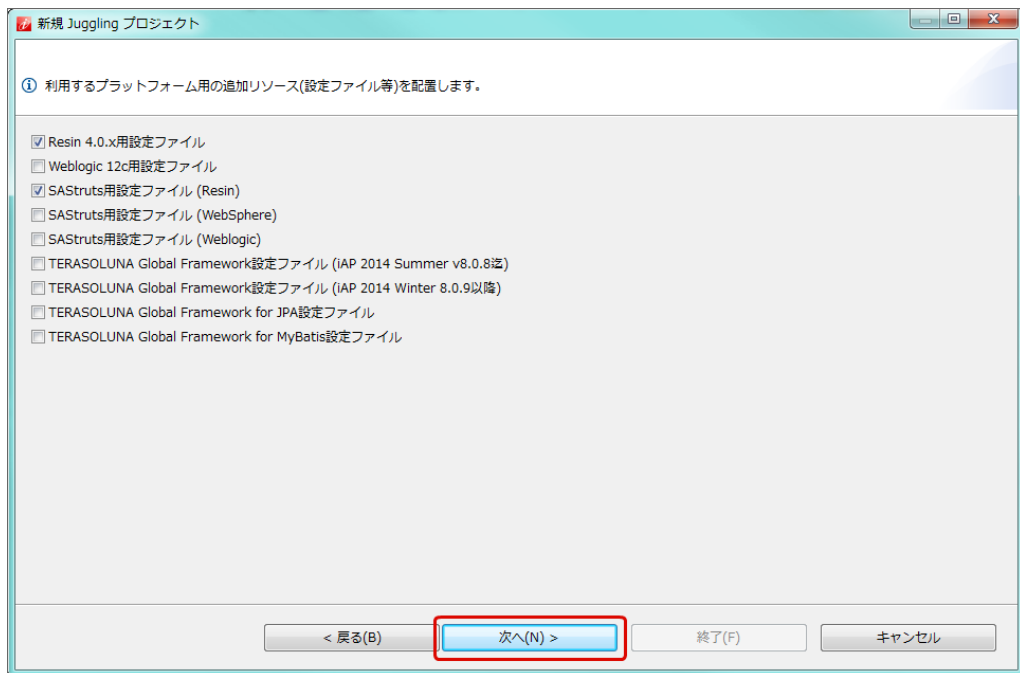 新規 Juggling プロジェクト
利用するプラットフォーム用の追加リソース(設定ファイル等)を配置します。
Resin 4.0.x用設定ファイル
Weblogic 12c用設定ファイル
SAStruts用設定ファイル (Resin)
SAStruts用設定ファイル (WebSphere)
SAStruts用設定ファイル (Weblogic)
TERASOLUNA Global Framework設定ファイル (iAP 2014 Summer v8.0.8迄)
TERASOLUNA Global Framework設定ファイル (iAP 2014 Winter 8.0.9以降)
TERASOLUNA Global Framework for JPA設定ファイル
TERASOLUNA Global Framework for MyBatis設定ファイル
< 戻る(B) 次へ(N) > 終了(F) キャンセル